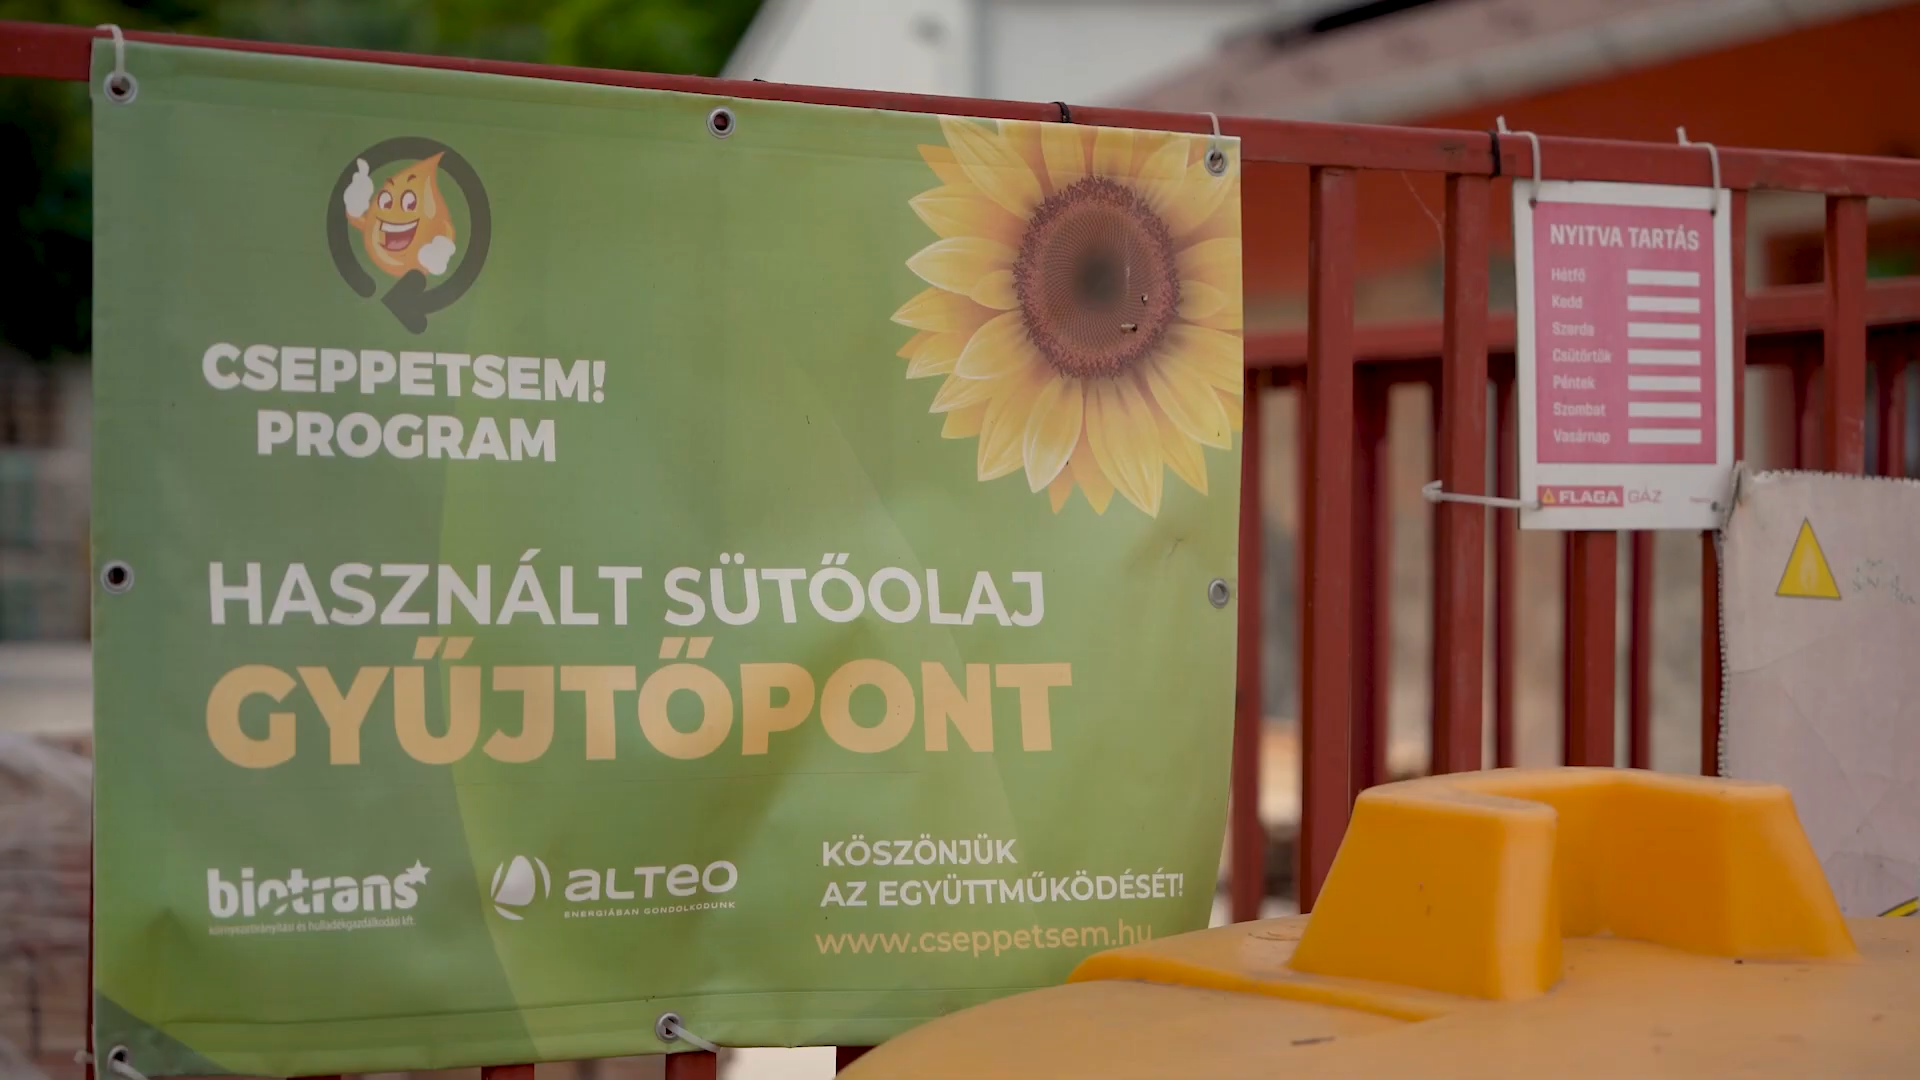 CSEPPETSEM!
PROGRAM
HASZNÁLT SÜTŐOLAJ
GYŰJTŐPONT
biotrans
környezetirányítási és hulladékgazdálkodási kft.
ALTEO
ENERGIÁBAN GONDOLKODUNK
KÖSZÖNJÜK
AZ EGYÜTTMŰKÖDÉSÉT!
www.cseppetsem.hu
NYITVA TARTÁS
Hétfő
Kedd
Szerda
Csütörtök
Péntek
Szombat
Vasárnap
FLAGA GÁZ